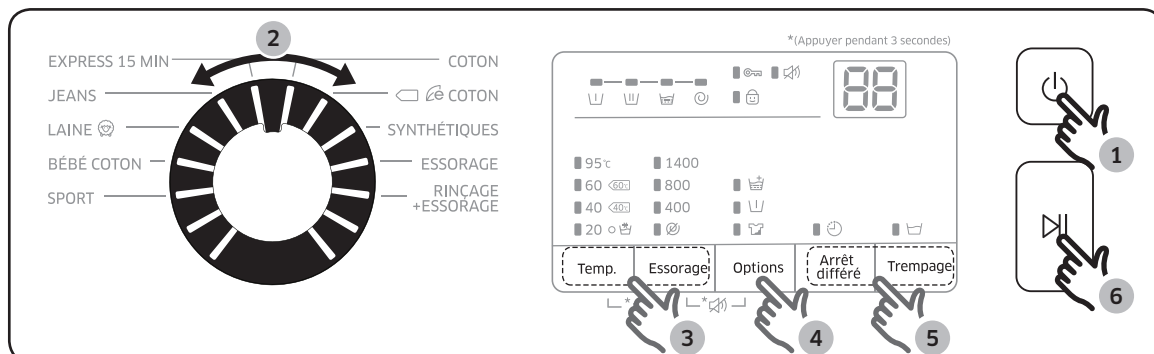 2
EXPRESS 15 MIN
COTON
JEANS
COTON
LAINE
SYNTHÉTIQUES
BÉBÉ COTON
ESSORAGE
SPORT
RINÇAGE
+ESSORAGE
*(Appuyer pendant 3 secondes)
88
95℃ 1400
60 60℃ 800
40 40℃ 400
20
Temp. Essorage Options Arrêt différé Trempage
* *
3 4 5
1
6